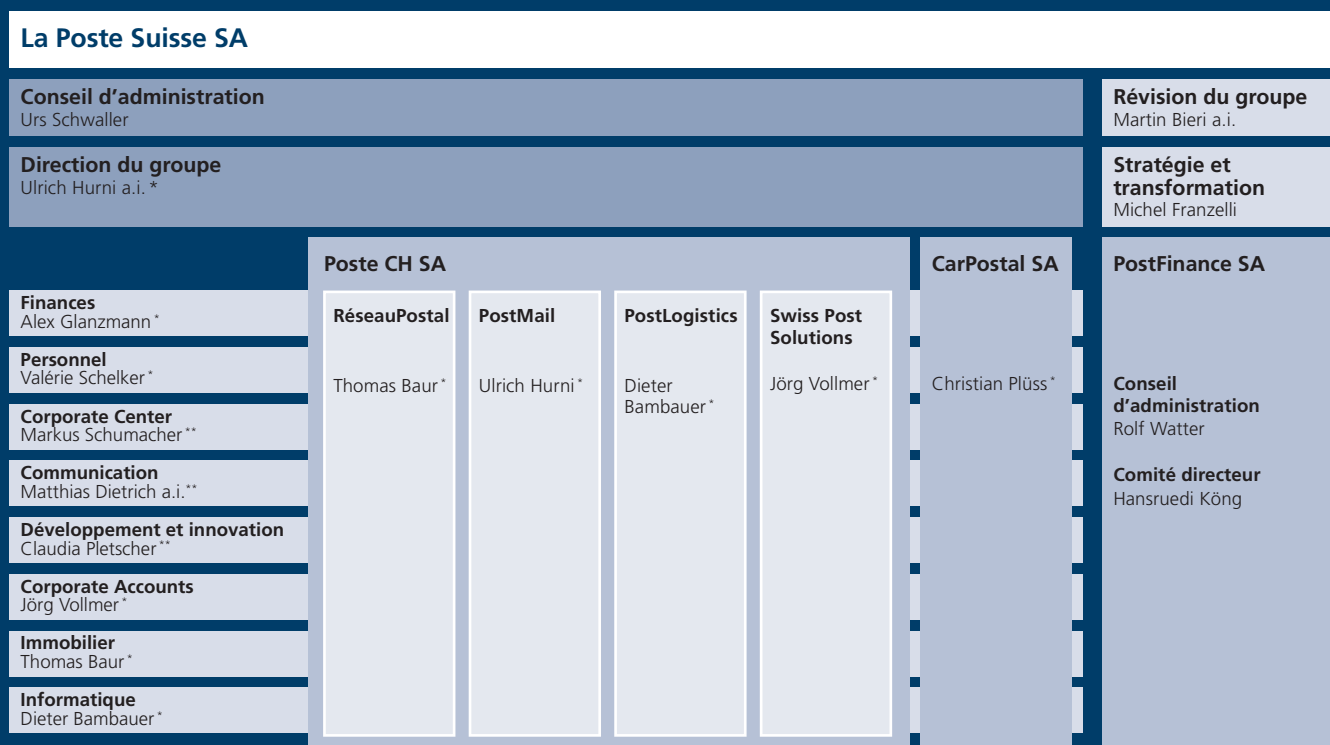 La Poste Suisse SA
Conseil d'administration
Urs Schwaller
Révision du groupe
Martin Bieri a.i.
Direction du groupe
Ulrich Hurni a.i. *
Stratégie et
transformation
Michel Franzelli
Poste CH SA
CarPostal SA
PostFinance SA
Finances
Alex Glanzmann *
Personnel
Valérie Schelker *
Corporate Center
Markus Schumacher **
Communication
Matthias Dietrich a.i. **
Développement et innovation
Claudia Pletscher **
Corporate Accounts
Jörg Vollmer *
Immobilier
Thomas Baur *
Informatique
Dieter Bambauer *
RéseauPostal
Thomas Baur *
PostMail
Ulrich Hurni *
PostLogistics
Dieter
Bambauer *
Swiss Post
Solutions
Jörg Vollmer *
Christian Plüss *
Conseil
d'administration
Rolf Watter
Comité directeur
Hansruedi Köng